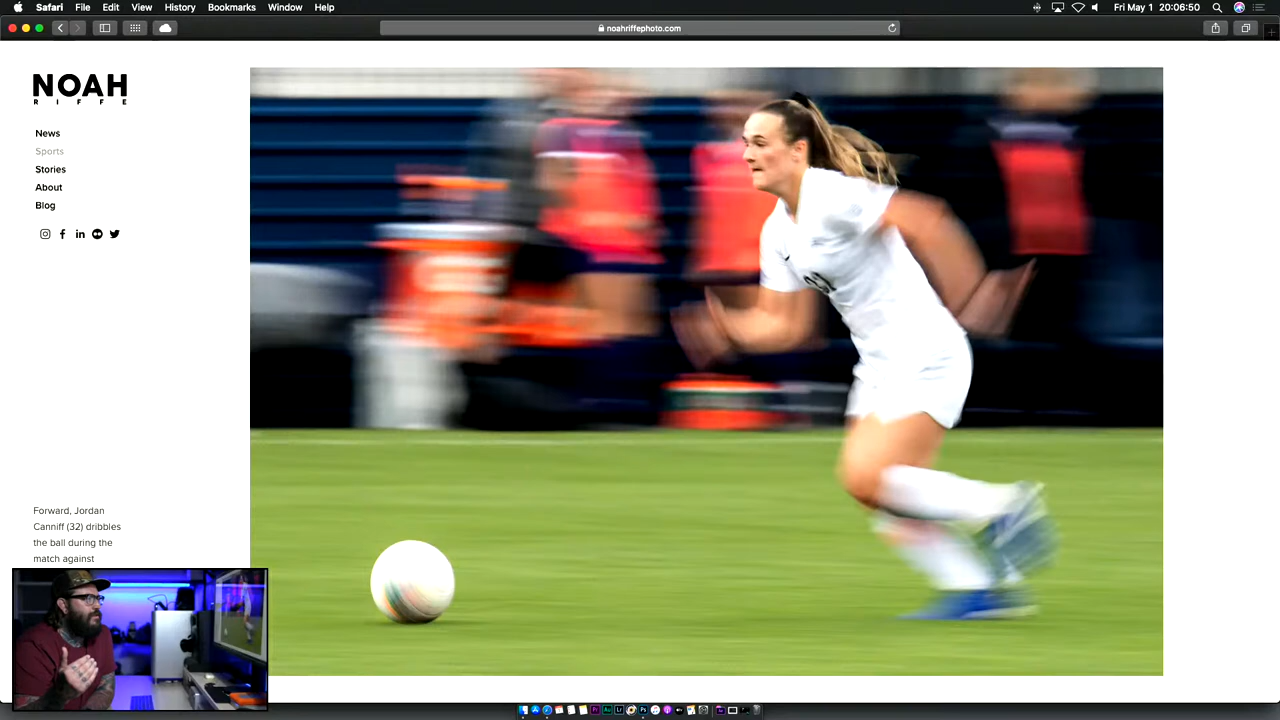 Safari File Edit View History Bookmarks Window Help Fri May 1 20:06:50
noahriffephoto.com
NOAH
RIFFE
News
Sports
Stories
About
Blog
Forward, Jordan
Canniff (32) dribbles
the ball during the
match against